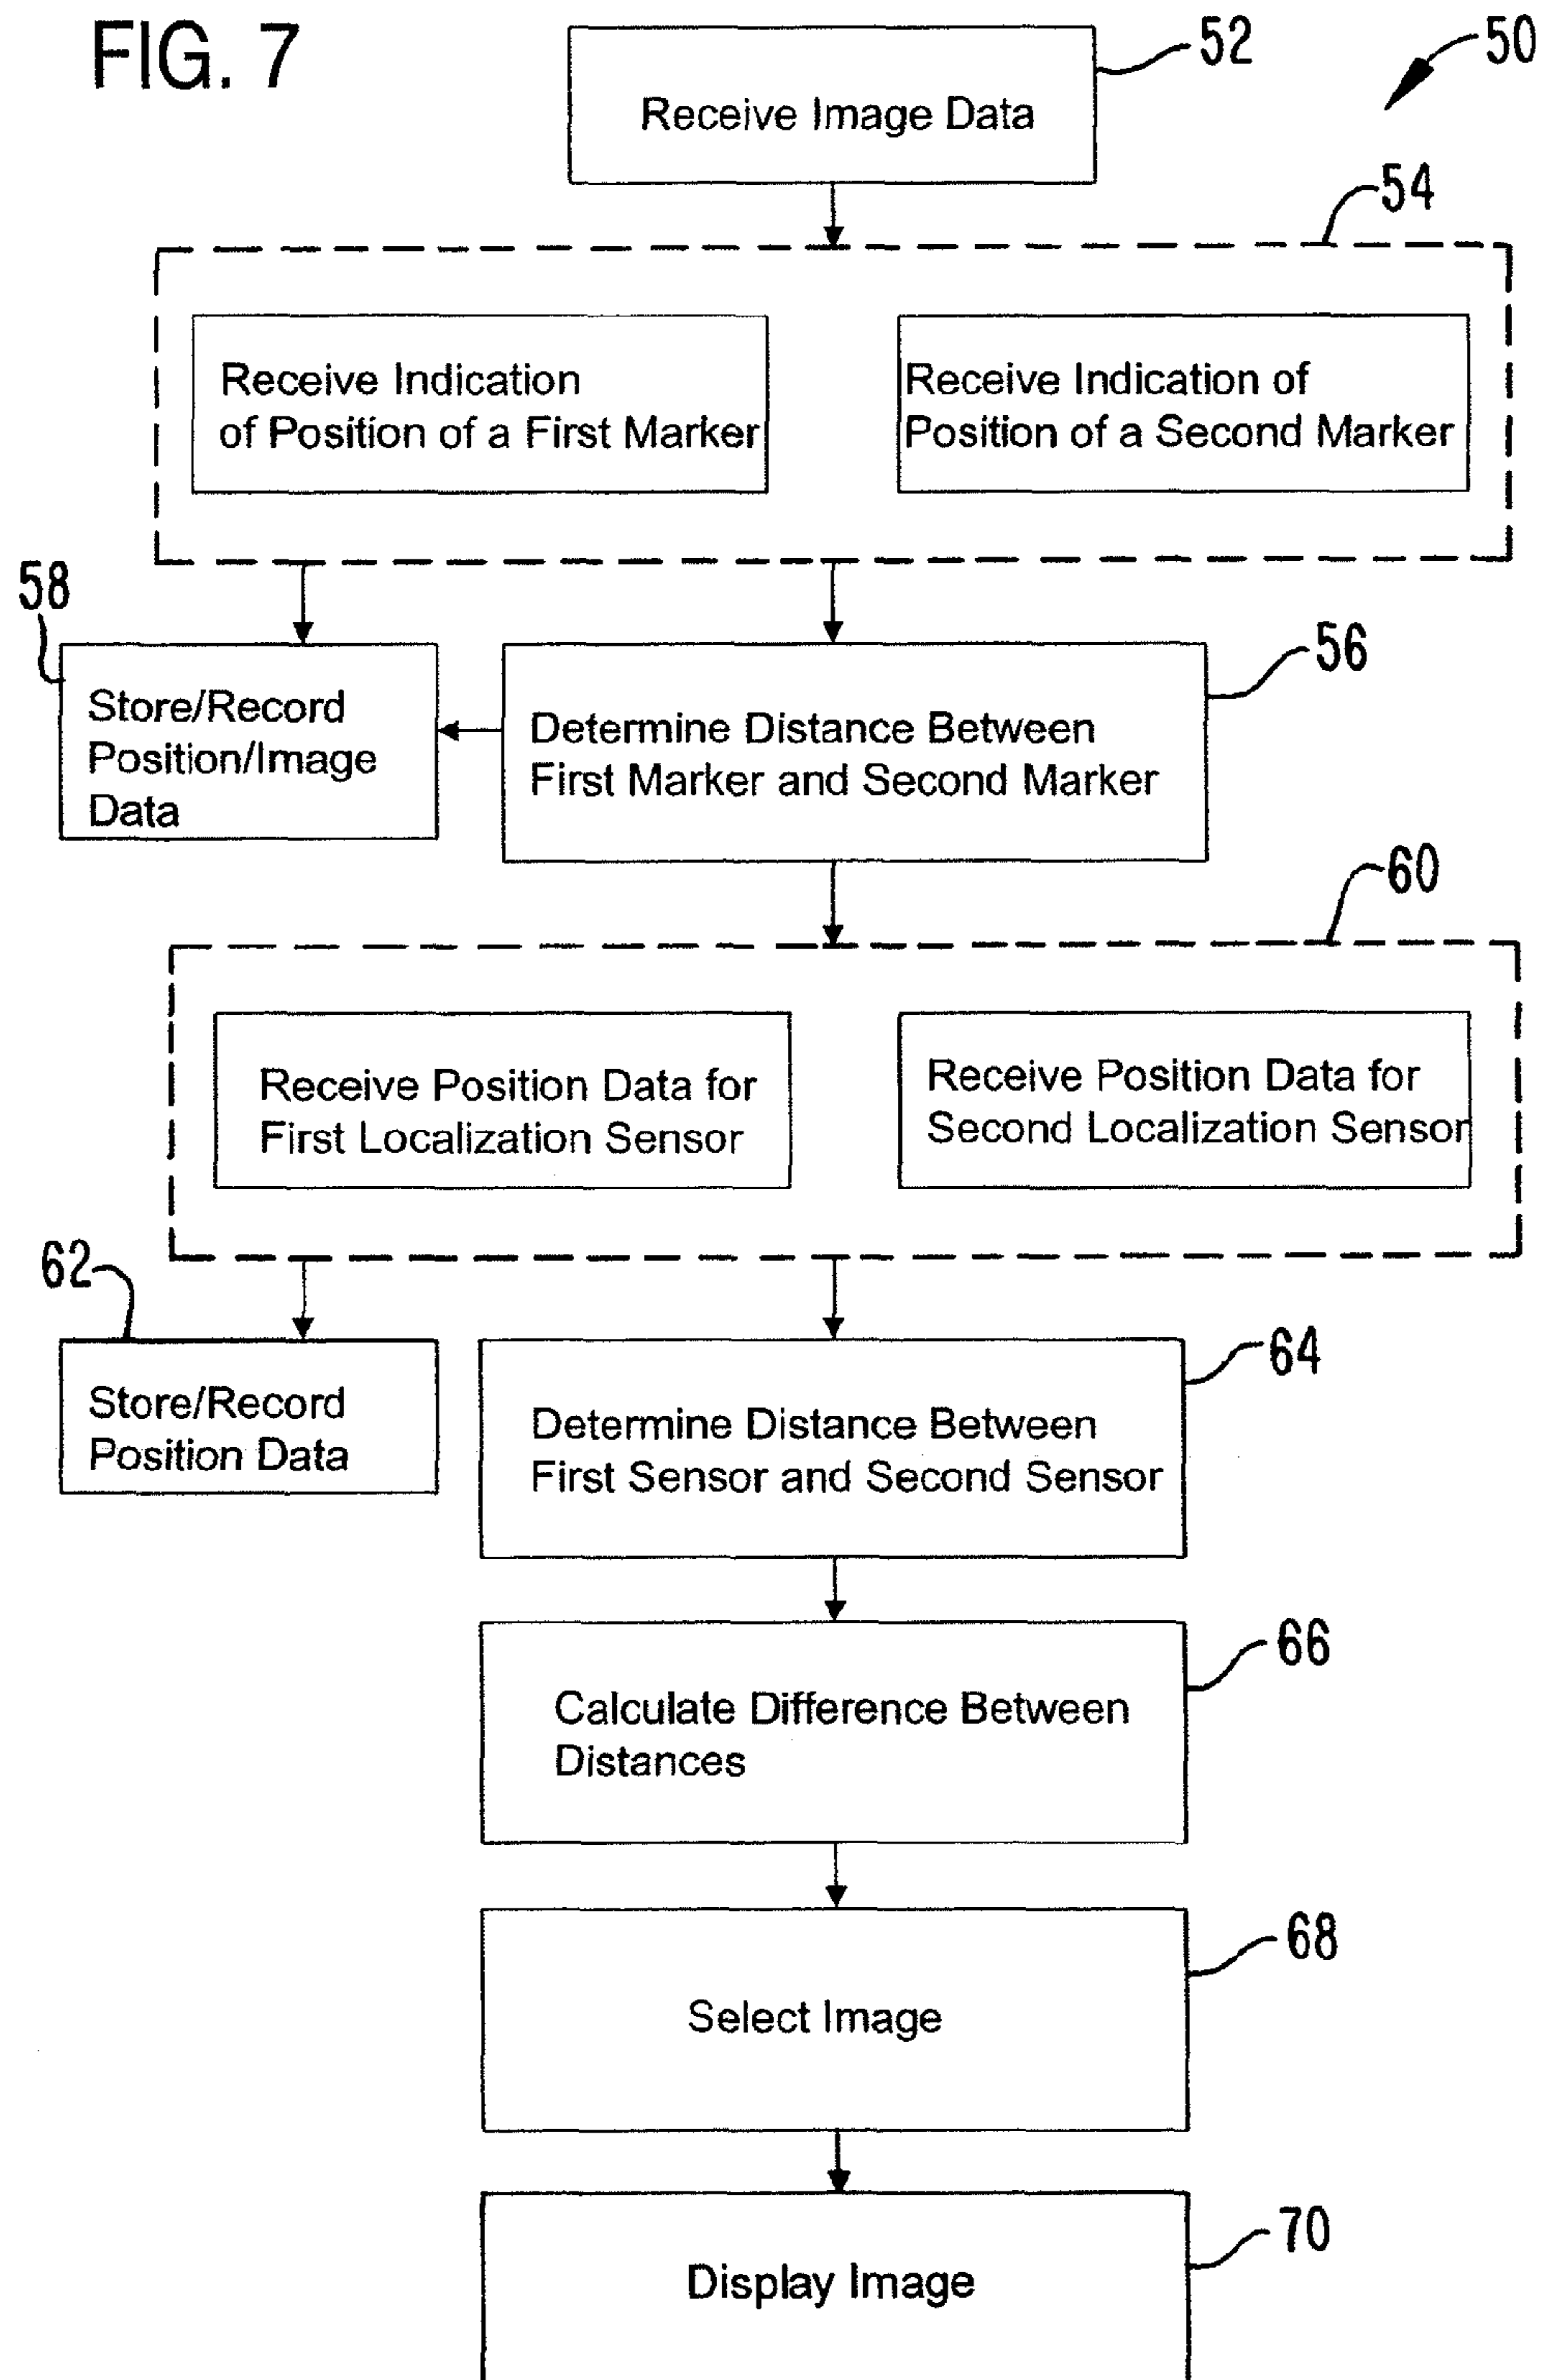 FIG. 7
52
50
Receive Image Data
54
Receive Indication
of Position of a First Marker
Receive Indication of
Position of a Second Marker
58
56
Store/Record
Position/Image
Data
Determine Distance Between
First Marker and Second Marker
60
Receive Position Data for
First Localization Sensor
Receive Position Data for
Second Localization Sensor
62
64
Store/Record
Position Data
Determine Distance Between
First Sensor and Second Sensor
66
Calculate Difference Between
Distances
68
Select Image
70
Display Image